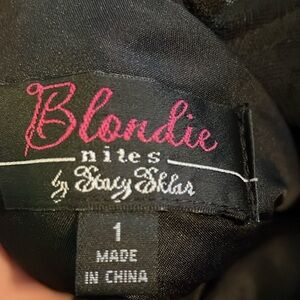 Blondie
nites
by Stacy Sklar
1
MADE
IN CHINA